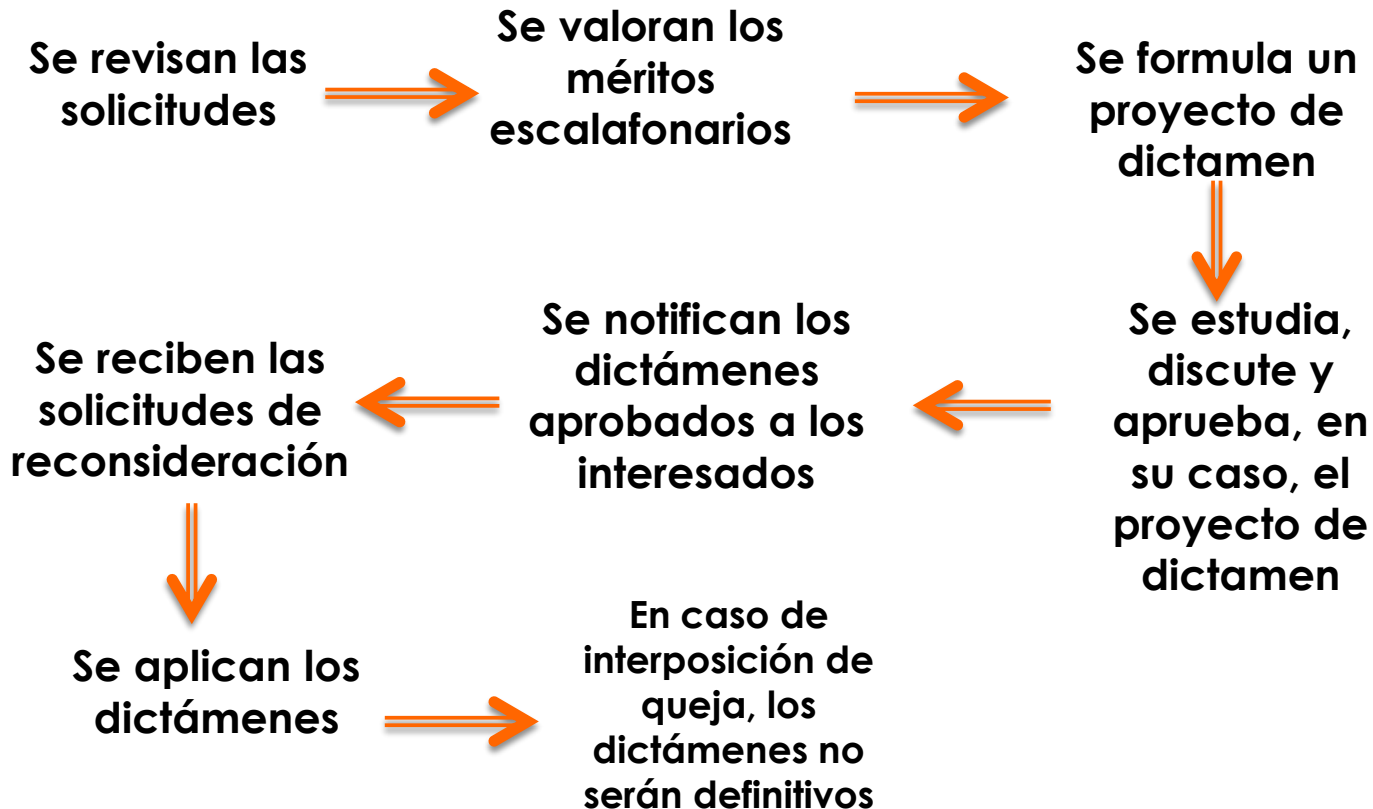 Se revisan las
solicitudes
Se valoran los
méritos
escalafonarios
Se formula un
proyecto de
dictamen
Se estudia,
discute y
aprueba, en
su caso, el
proyecto de
dictamen
Se notifican los
dictámenes
aprobados a los
interesados
Se reciben las
solicitudes de
reconsideración
Se aplican los
dictámenes
En caso de
interposición de
queja, los
dictámenes no
serán definitivos